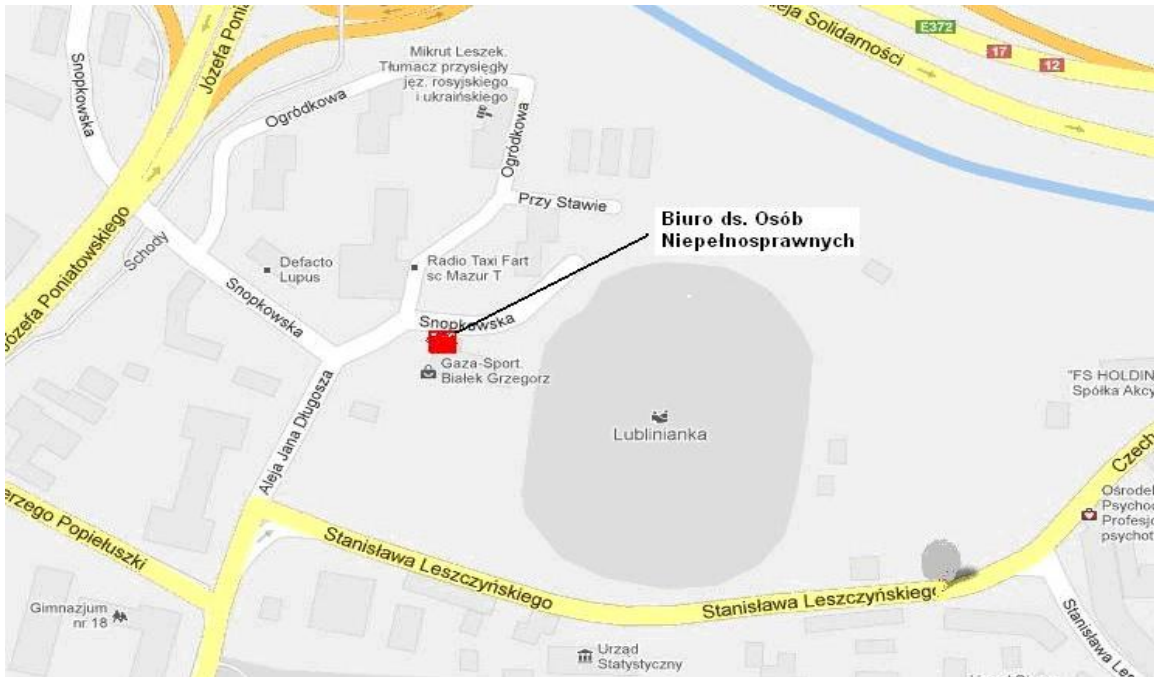 Snopkowska
Józefa Poni
Mikrut Leszek.
Tłumacz przysięgły
jęz. rosyjskiego
i ukraińskiego
Ogródkowa
Ogródkowa
eja Solidarności
E372
17
12
Przy Stawie
Biuro ds. Osób
Niepełnosprawnych
Józefa Poniatowskiego
Schody
Defacto
Lupus
Radio Taxi Fart
sc Mazur T
Snopkowska
Snopkowska
Gaza-Sport.
Białek Grzegorz
Aleja Jana Długosza
Lublinianka
"FS HOLDIN
Spółka Akcy
Czech
Ośrodek
Psychoc
Profesjo
psychot
erzego Popiełuszki
Stanisława Leszczyńskiego
Stanisława Leszczyńskiego
Stanisława Les
Gimnazjum
nr 18
Urząd
Statystyczny